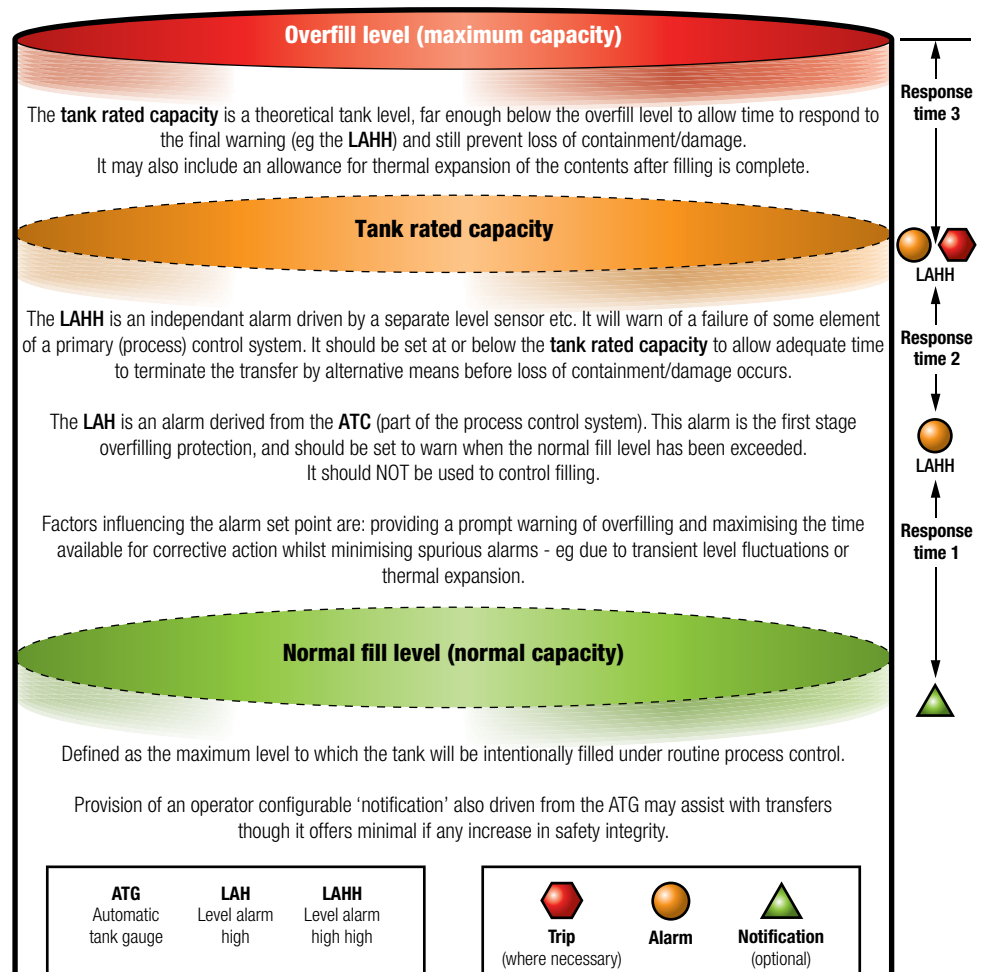 Overfill level (maximum capacity)
Response
time 3
The tank rated capacity is a theoretical tank level, far enough below the overfill level to allow time to respond to
the final warning (eg the LAHH) and still prevent loss of containment/damage.
It may also include an allowance for thermal expansion of the contents after filling is complete.
Tank rated capacity
LAHH
The LAHH is an independant alarm driven by a separate level sensor etc. It will warn of a failure of some element
of a primary (process) control system. It should be set at or below the tank rated capacity to allow adequate time
to terminate the transfer by alternative means before loss of containment/damage occurs.
Response
time 2
The LAH is an alarm derived from the ATC (part of the process control system). This alarm is the first stage
overfilling protection, and should be set to warn when the normal fill level has been exceeded.
It should NOT be used to control filling.
LAHH
Factors influencing the alarm set point are: providing a prompt warning of overfilling and maximising the time
available for corrective action whilst minimising spurious alarms - eg due to transient level fluctuations or
thermal expansion.
Response
time 1
Normal fill level (normal capacity)
Defined as the maximum level to which the tank will be intentionally filled under routine process control.
Provision of an operator configurable ‘notification’ also driven from the ATG may assist with transfers
though it offers minimal if any increase in safety integrity.
ATG
Automatic
tank gauge
LAH
Level alarm
high
LAHH
Level alarm
high high
Trip
(where necessary)
Alarm
Notification
(optional)